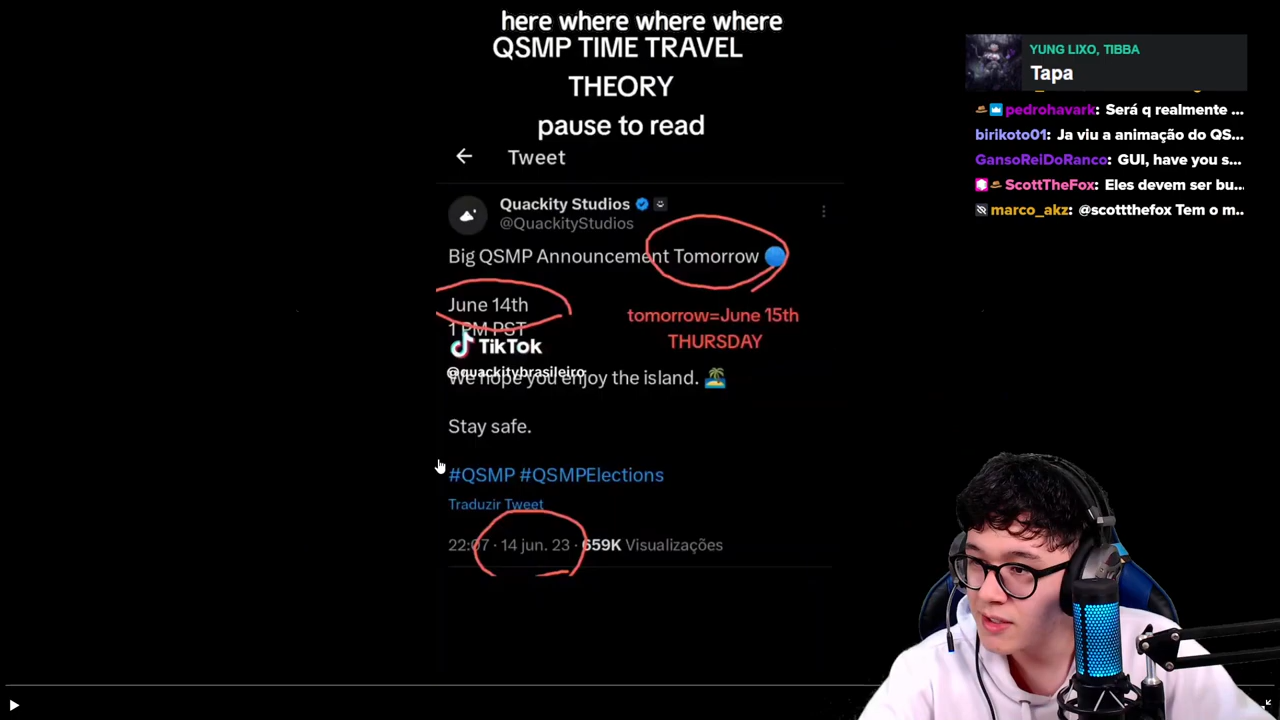 here where where where
QSMP TIME TRAVEL
THEORY
pause to read
Tweet
Quackity Studios
@QuackityStudios
Big QSMP Announcement Tomorrow
June 14th
1 PM PST
tomorrow=June 15th
THURSDAY
TikTok
@quackitybrasileiro
We hope you enjoy the island.
Stay safe.
#QSMP #QSMPElections
Traduzir Tweet
22:07 · 14 jun. 23 · 659K Visualizações
YUNG LIXO, TIBBA
Tapa
pedrohavark: Será q realmente ...
birikoto01: Ja viu a animação do QS...
GansoReiDoRanco: GUI, have you s...
ScottTheFox: Eles devem ser bu...
marco_akz: @scottthefox Tem o m..